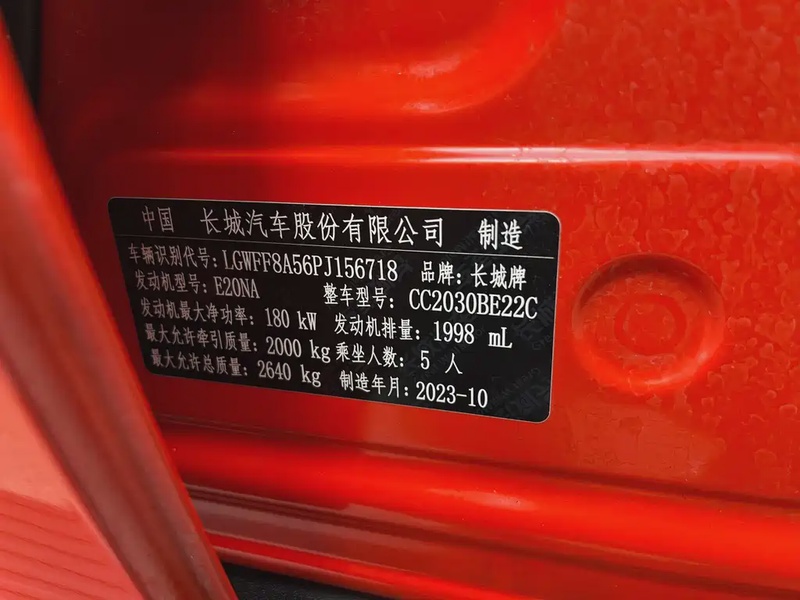 中国 长城汽车股份有限公司 制造
车辆识别代号：LGWFF8A56PJ156718 品牌：长城牌
发动机型号：E20NA 整车型号：CC2030BE22C
发动机最大净功率：180 kW 发动机排量：1998 mL
最大允许牵引质量：2000 kg 乘坐人数：5 人
最大允许总质量：2640 kg 制造年月：2023-10